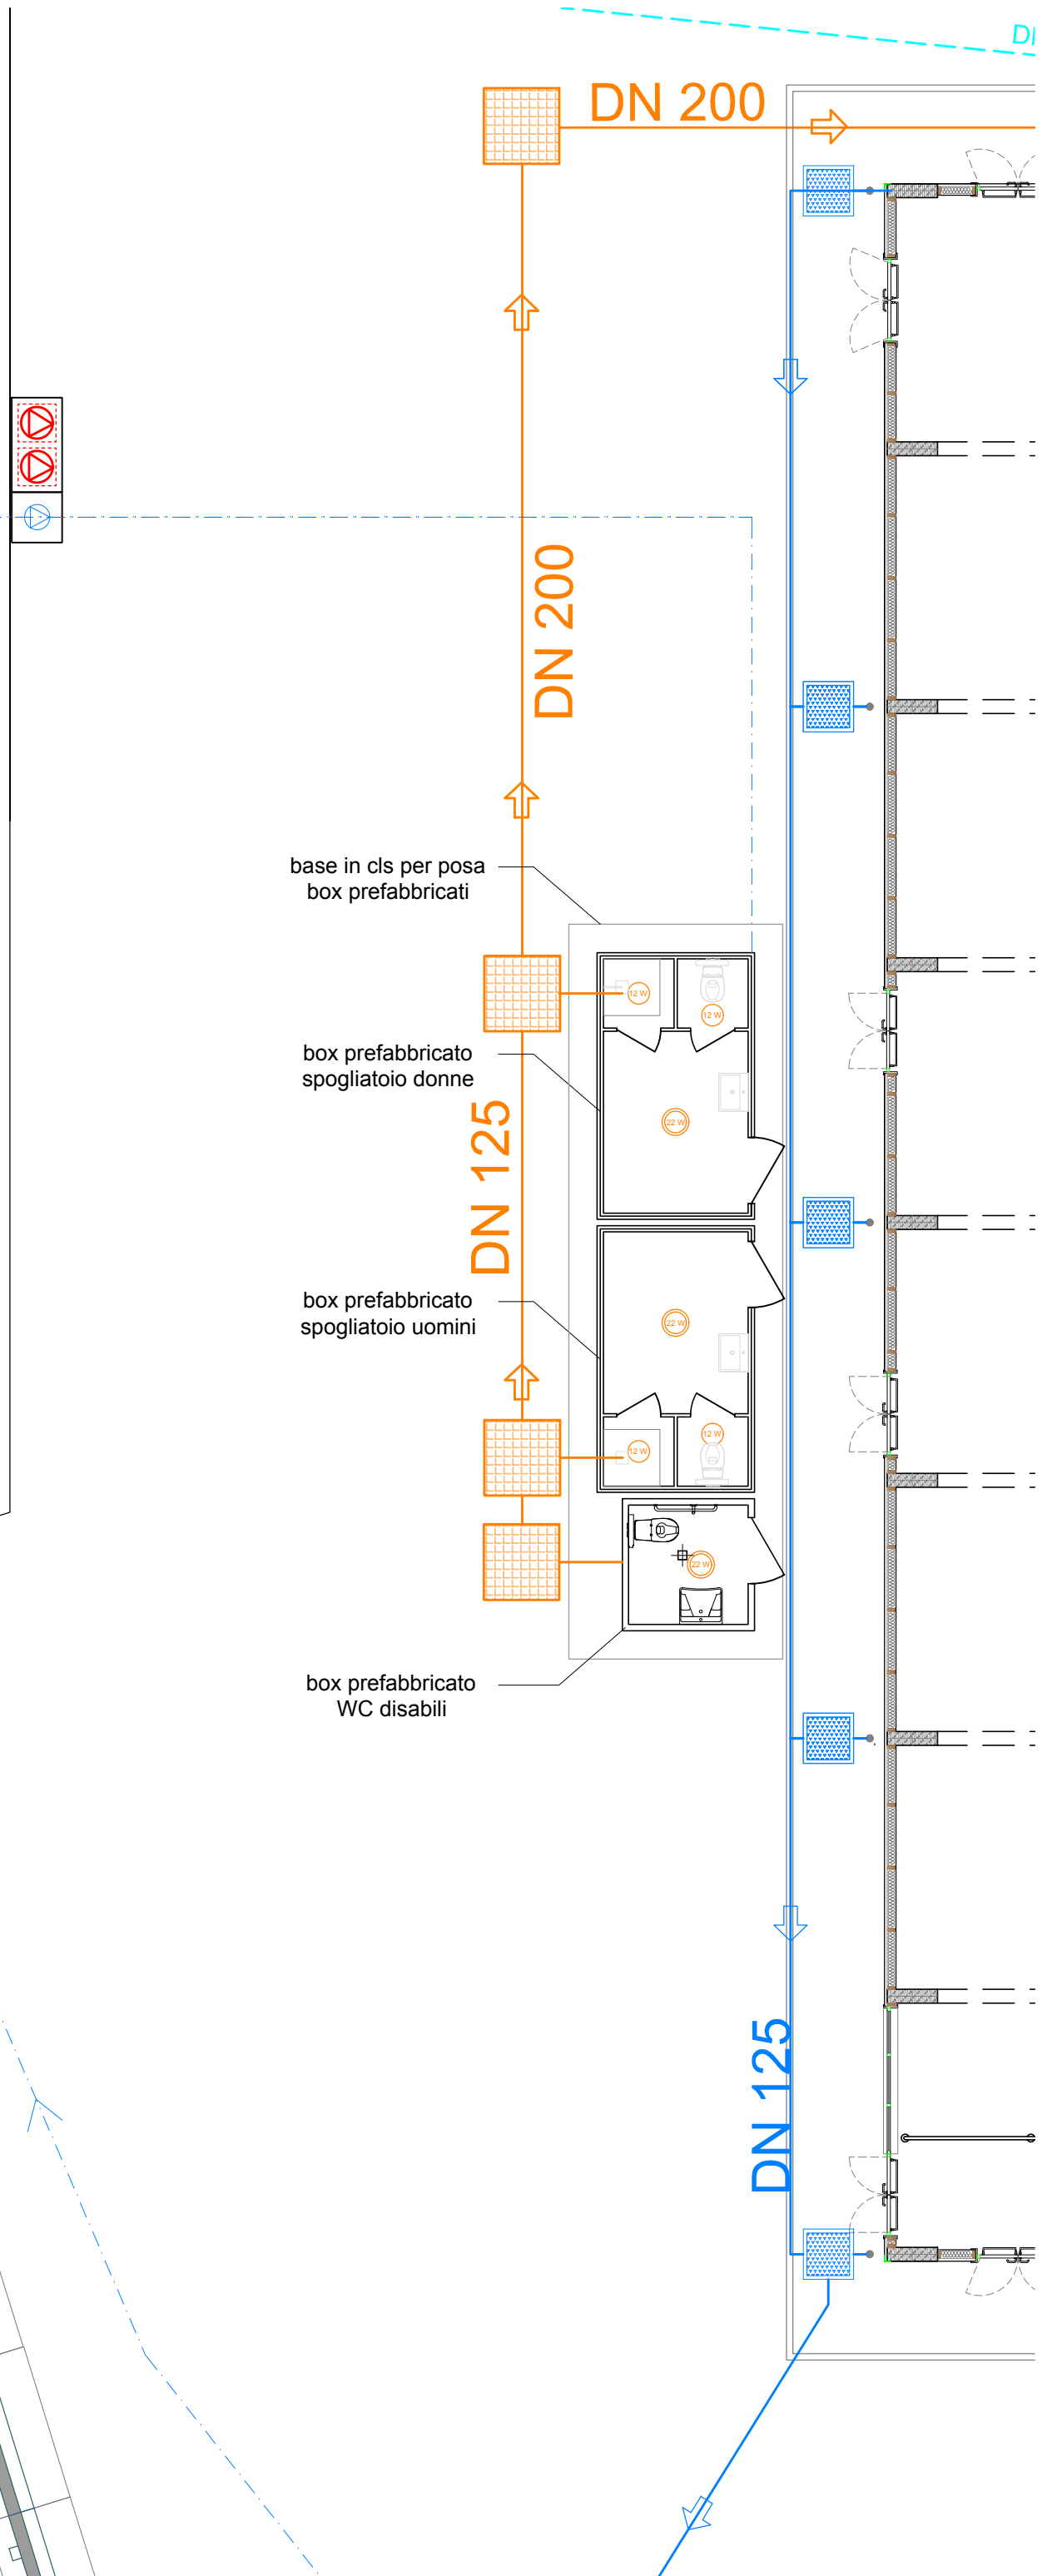 DN 200
DN 200
base in cls per posa
box prefabbricati
12 W
12 W
box prefabbricato
spogliatoio donne
22 W
DN 125
box prefabbricato
spogliatoio uomini
22 W
12 W
12 W
22 W
box prefabbricato
WC disabili
DN 125